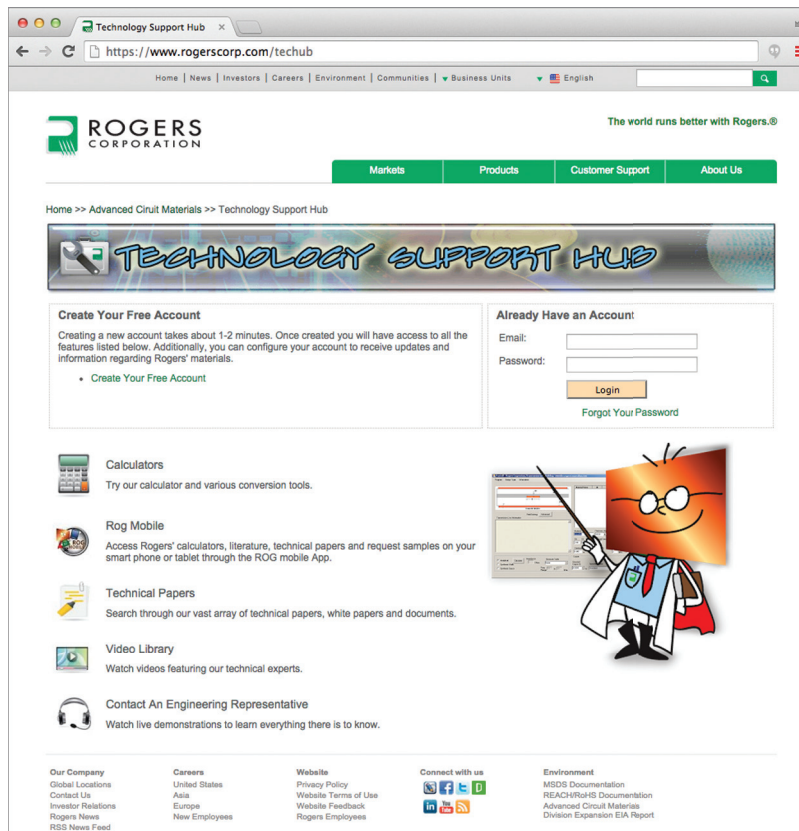 Technology Support Hub
https://www.rogerscorp.com/techub
Home | News | Investors | Careers | Environment | Communities | Business Units English
ROGERS
CORPORATION
The world runs better with Rogers.®
Markets Products Customer Support About Us
Home >> Advanced Ciruit Materials >> Technology Support Hub
TECHNOLOGY SUPPORT HUB
Create Your Free Account
Creating a new account takes about 1-2 minutes. Once created you will have access to all the
features listed below. Additionally, you can configure your account to receive updates and
information regarding Rogers' materials.
• Create Your Free Account
Already Have an Account
Email:
Password:
Login
Forgot Your Password
Calculators
Try our calculator and various conversion tools.
Rog Mobile
Access Rogers' calculators, literature, technical papers and request samples on your
smart phone or tablet through the ROG mobile App.
Technical Papers
Search through our vast array of technical papers, white papers and documents.
Video Library
Watch videos featuring our technical experts.
Contact An Engineering Representative
Watch live demonstrations to learn everything there is to know.
Our Company
Global Locations
Contact Us
Investor Relations
Rogers News
RSS News Feed
Careers
United States
Asia
Europe
New Employees
Website
Privacy Policy
Website Terms of Use
Website Feedback
Rogers Employees
Connect with us
Environment
MSDS Documentation
REACH/RoHS Documentation
Advanced Circuit Materials
Division Expansion EIA Report